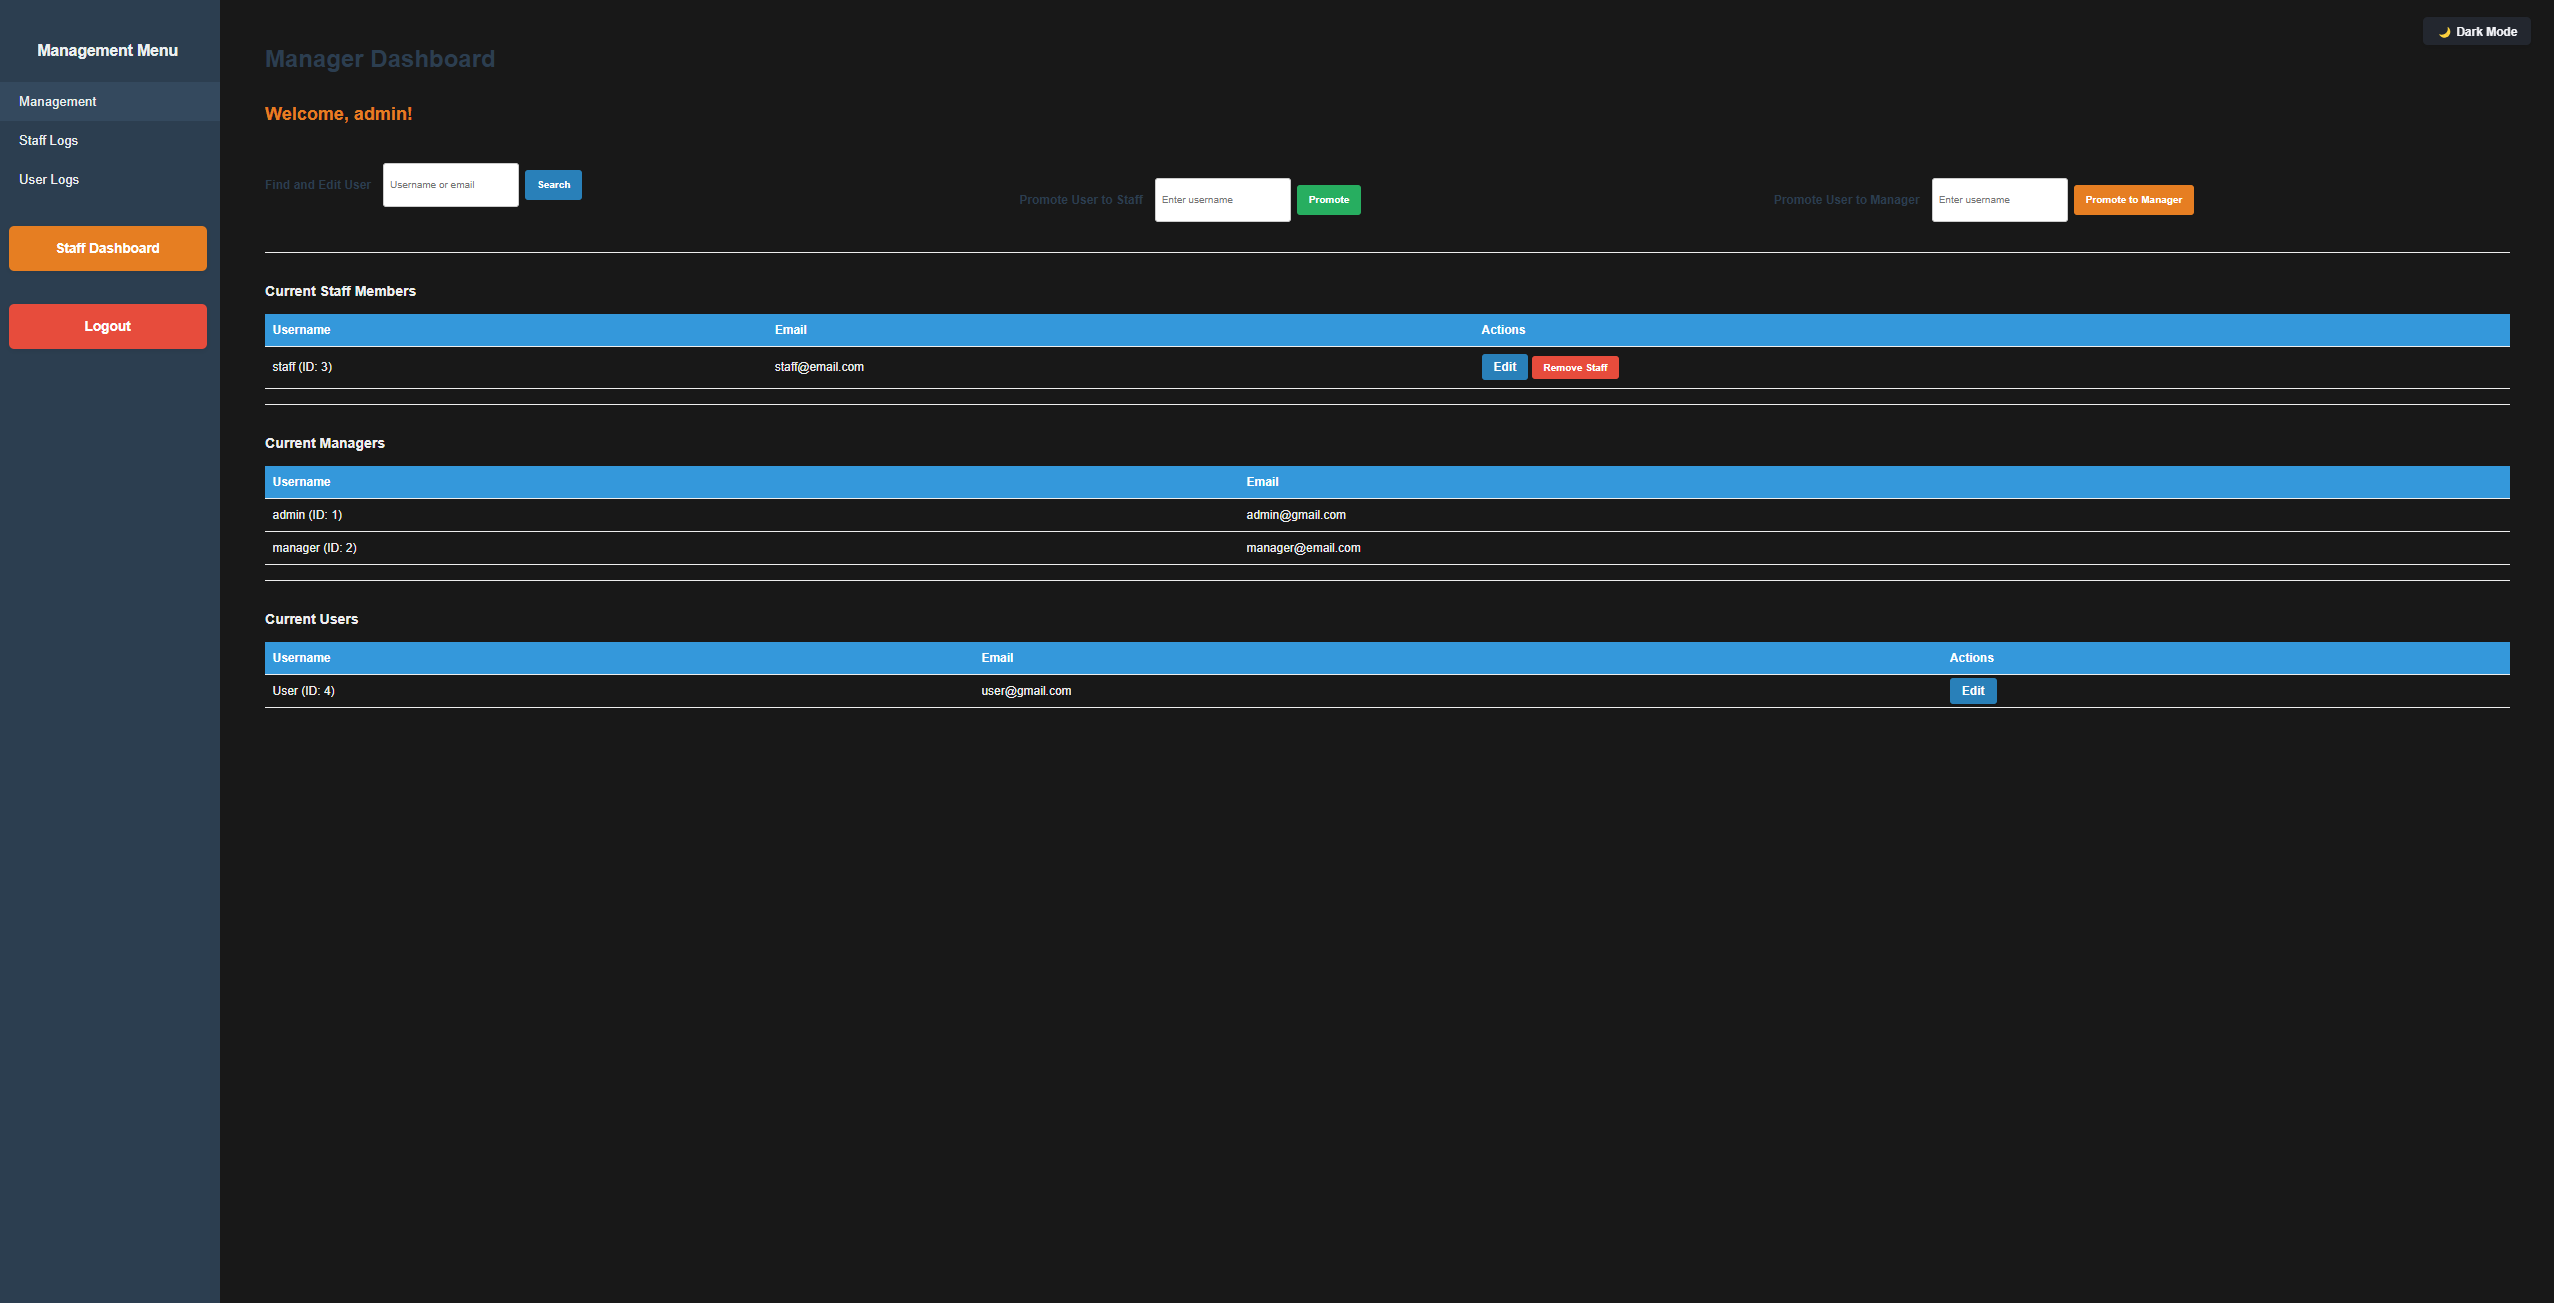 Management Menu
Management
Staff Logs
User Logs
Staff Dashboard
Logout
🌙 Dark Mode
Manager Dashboard
Welcome, admin!
Find and Edit User Username or email Search
Promote User to Staff Enter username Promote
Promote User to Manager Enter username Promote to Manager
Current Staff Members
Username Email Actions
staff (ID: 3) staff@email.com Edit Remove Staff
Current Managers
Username Email
admin (ID: 1) admin@gmail.com
manager (ID: 2) manager@email.com
Current Users
Username Email Actions
User (ID: 4) user@gmail.com Edit